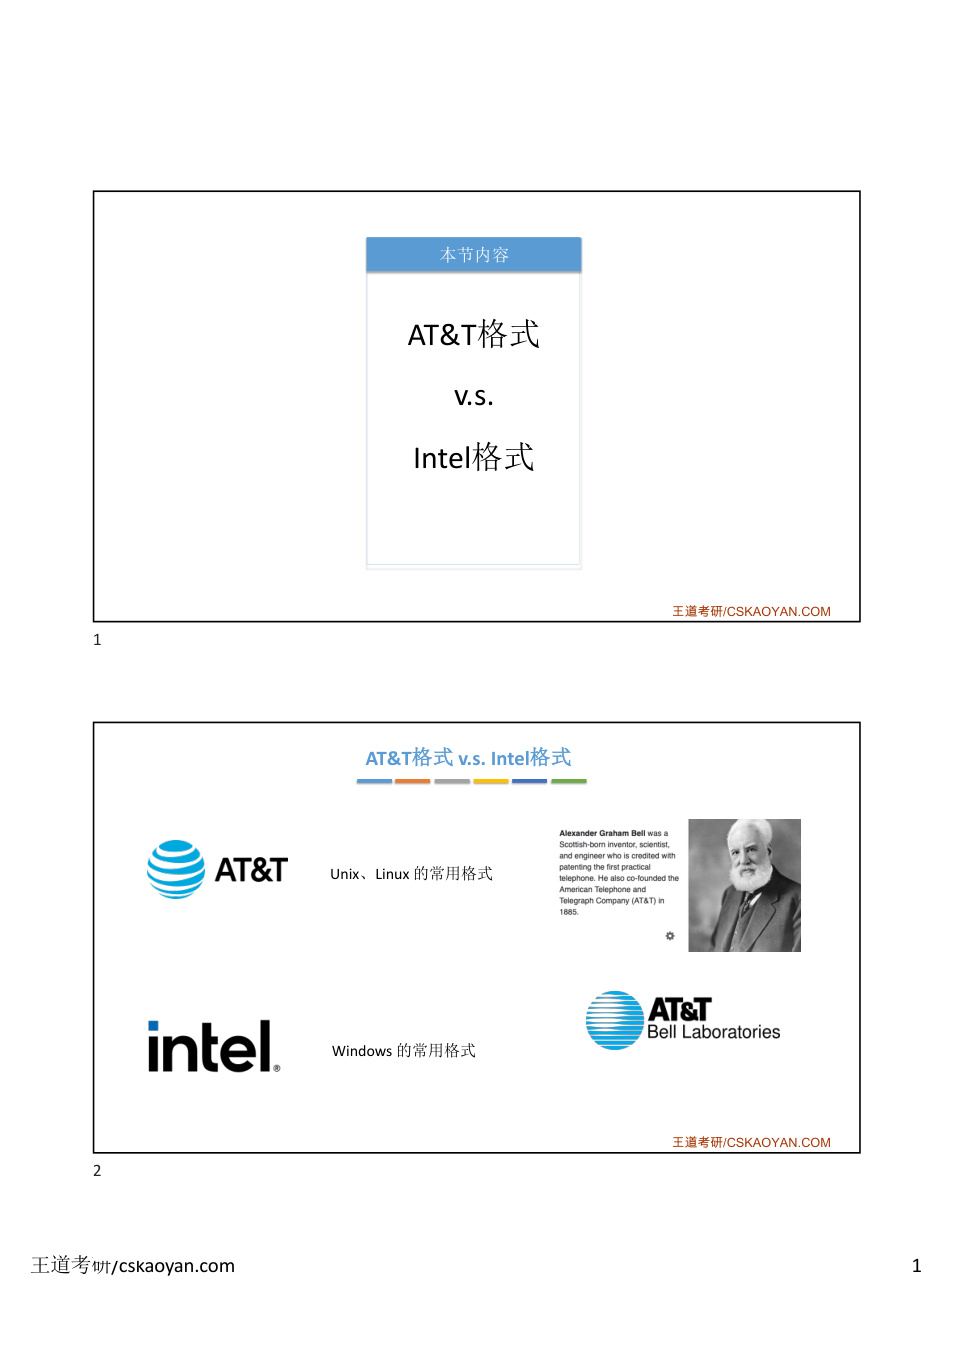 本节内容
AT&T格式
v.s.
Intel格式
王道考研/CSKAOYAN.COM
1
AT&T格式 v.s. Intel格式
AT&T
Unix、Linux 的常用格式
Alexander Graham Bell was a
Scottish-born inventor, scientist,
and engineer who is credited with
patenting the first practical
telephone. He also co-founded the
American Telephone and
Telegraph Company (AT&T) in
1885.
AT&T
Bell Laboratories
intel®
Windows 的常用格式
王道考研/CSKAOYAN.COM
2
王道考研/cskaoyan.com
1